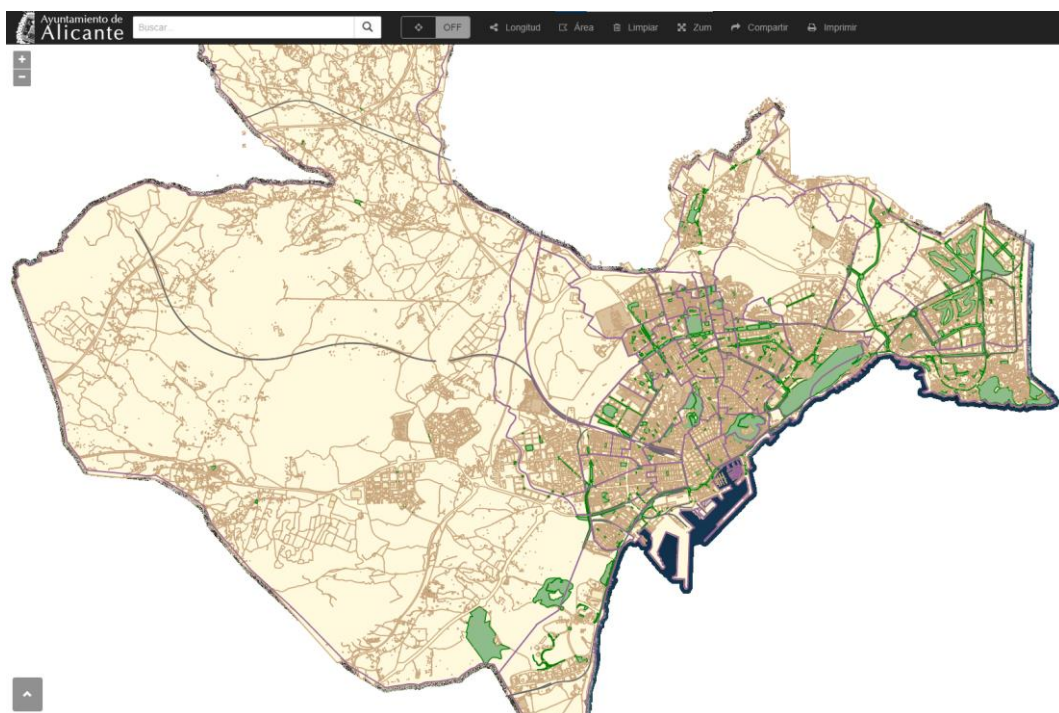 Ayuntamiento de
Alicante
Buscar...
OFF
Longitud
Área
Limpiar
Zum
Compartir
Imprimir